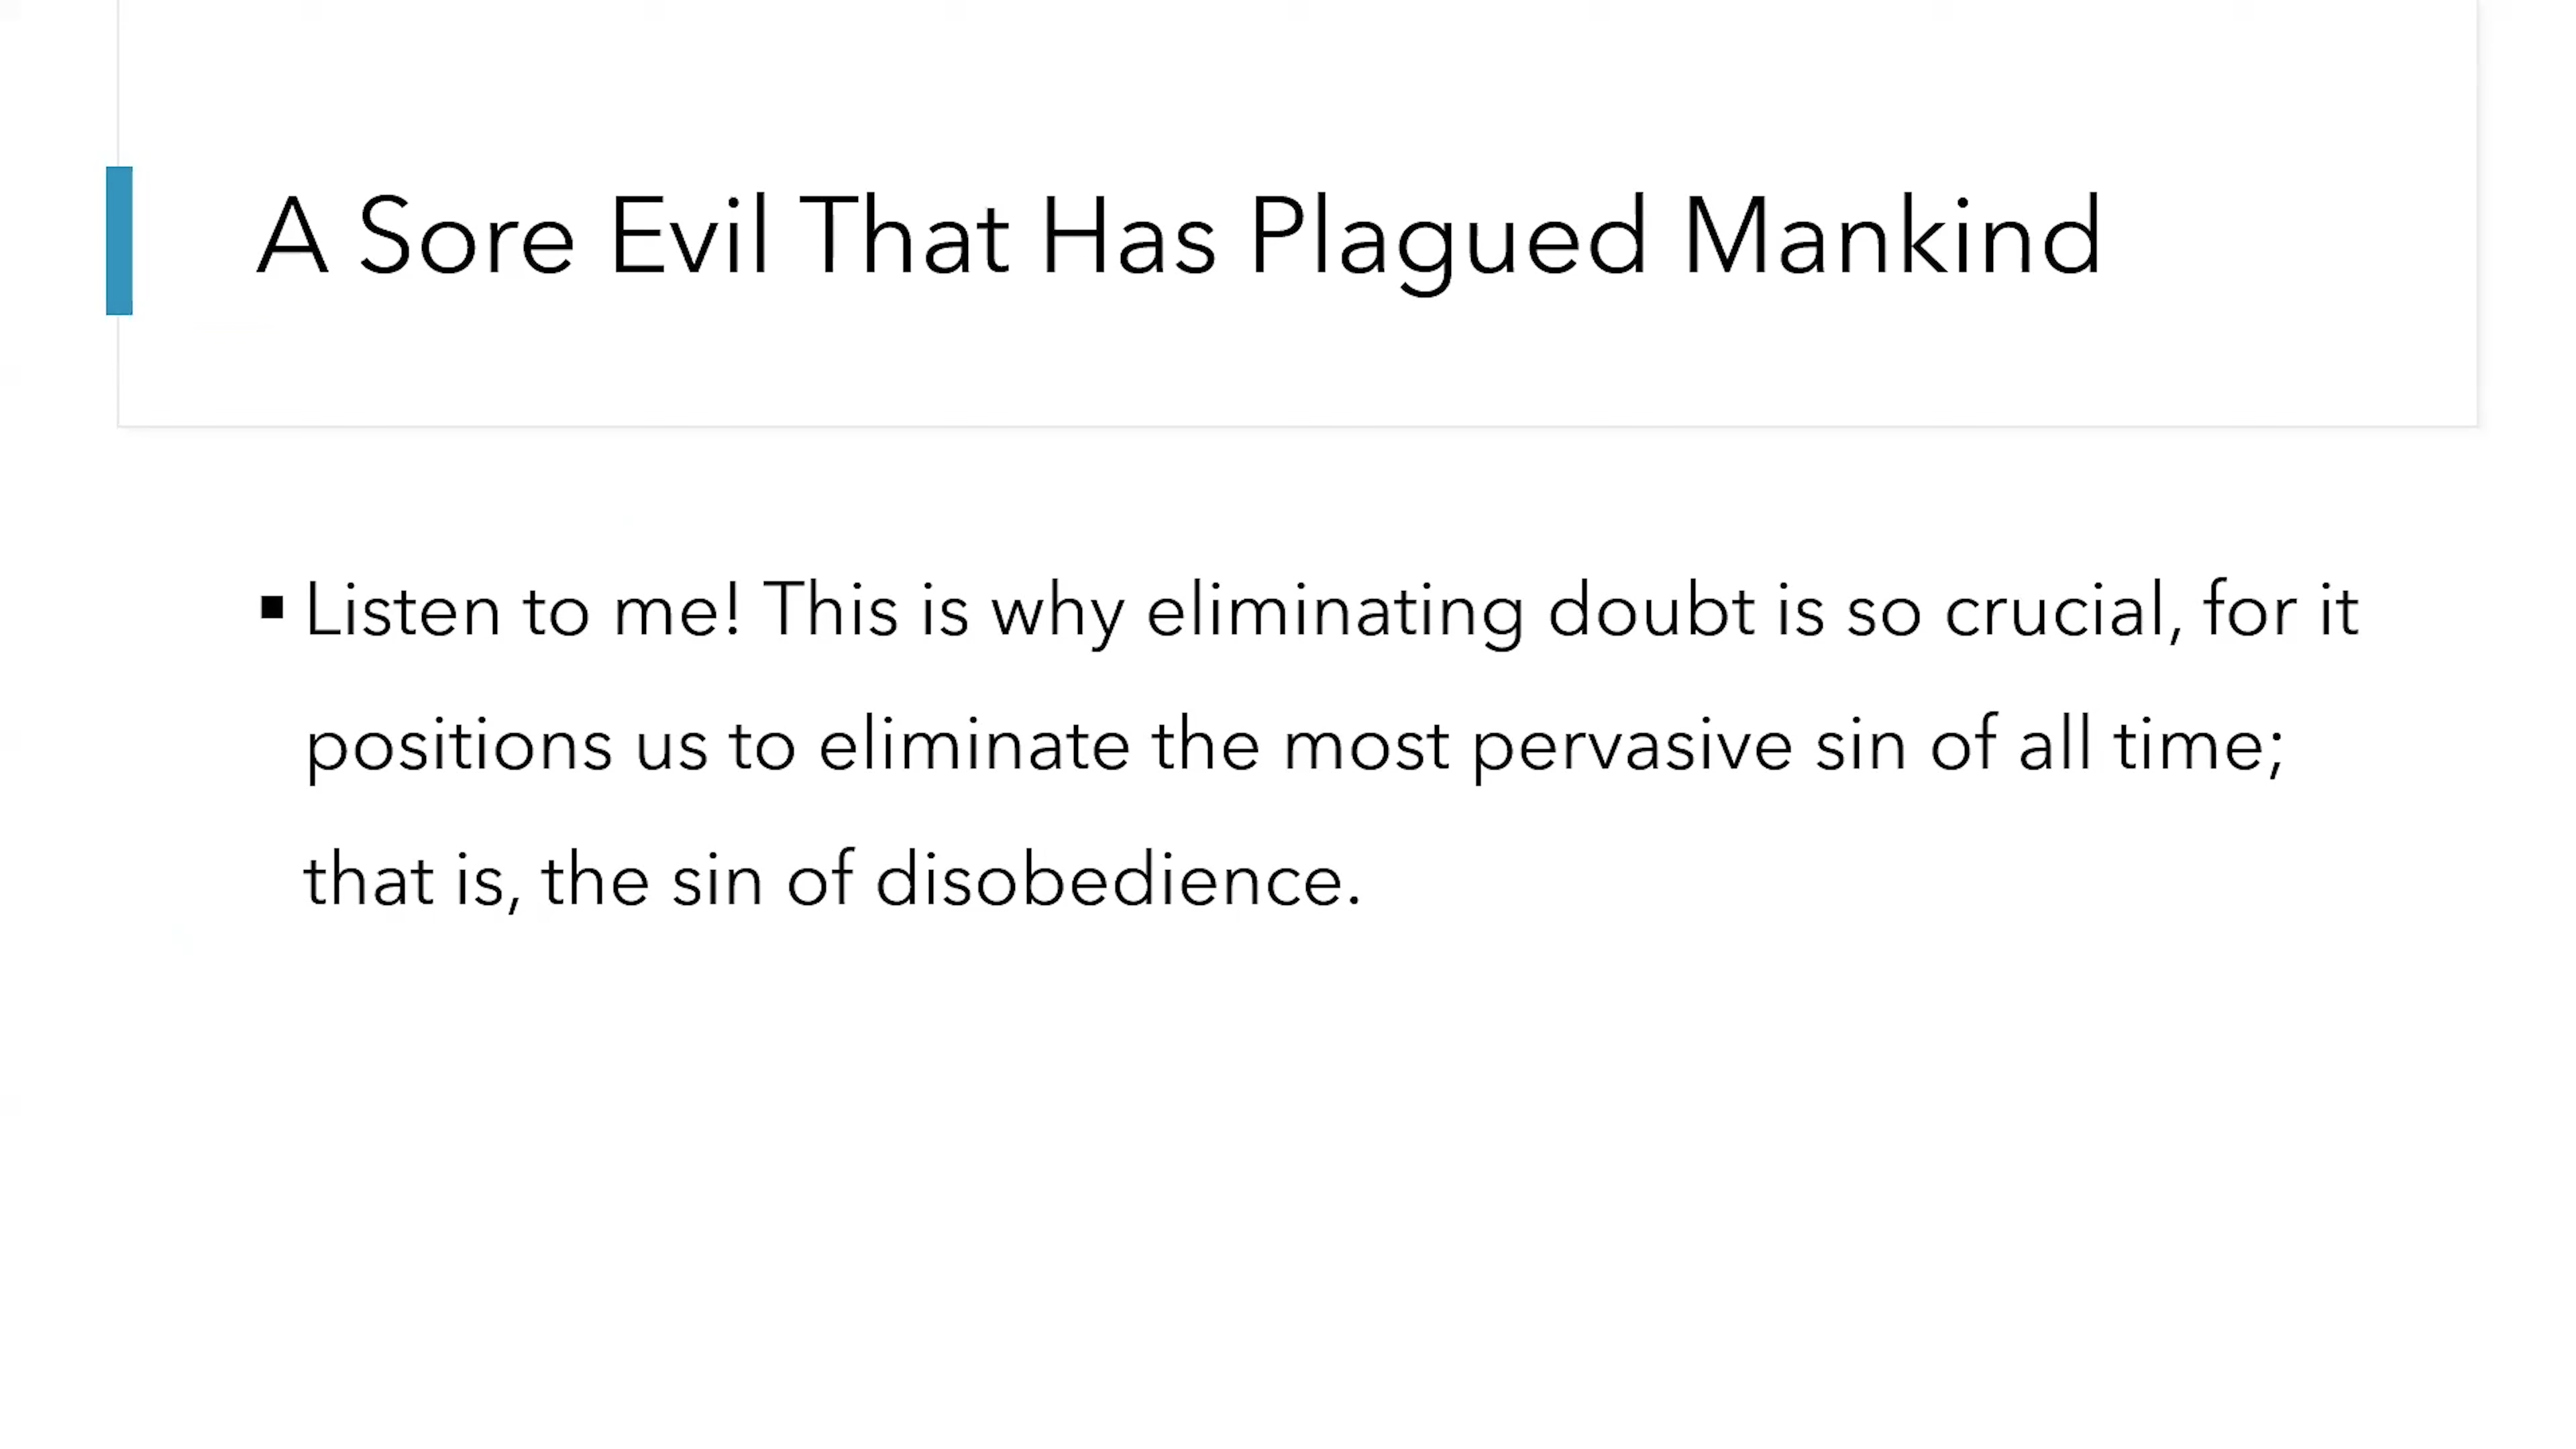 A Sore Evil That Has Plagued Mankind
▪ Listen to me! This is why eliminating doubt is so crucial, for it
positions us to eliminate the most pervasive sin of all time;
that is, the sin of disobedience.